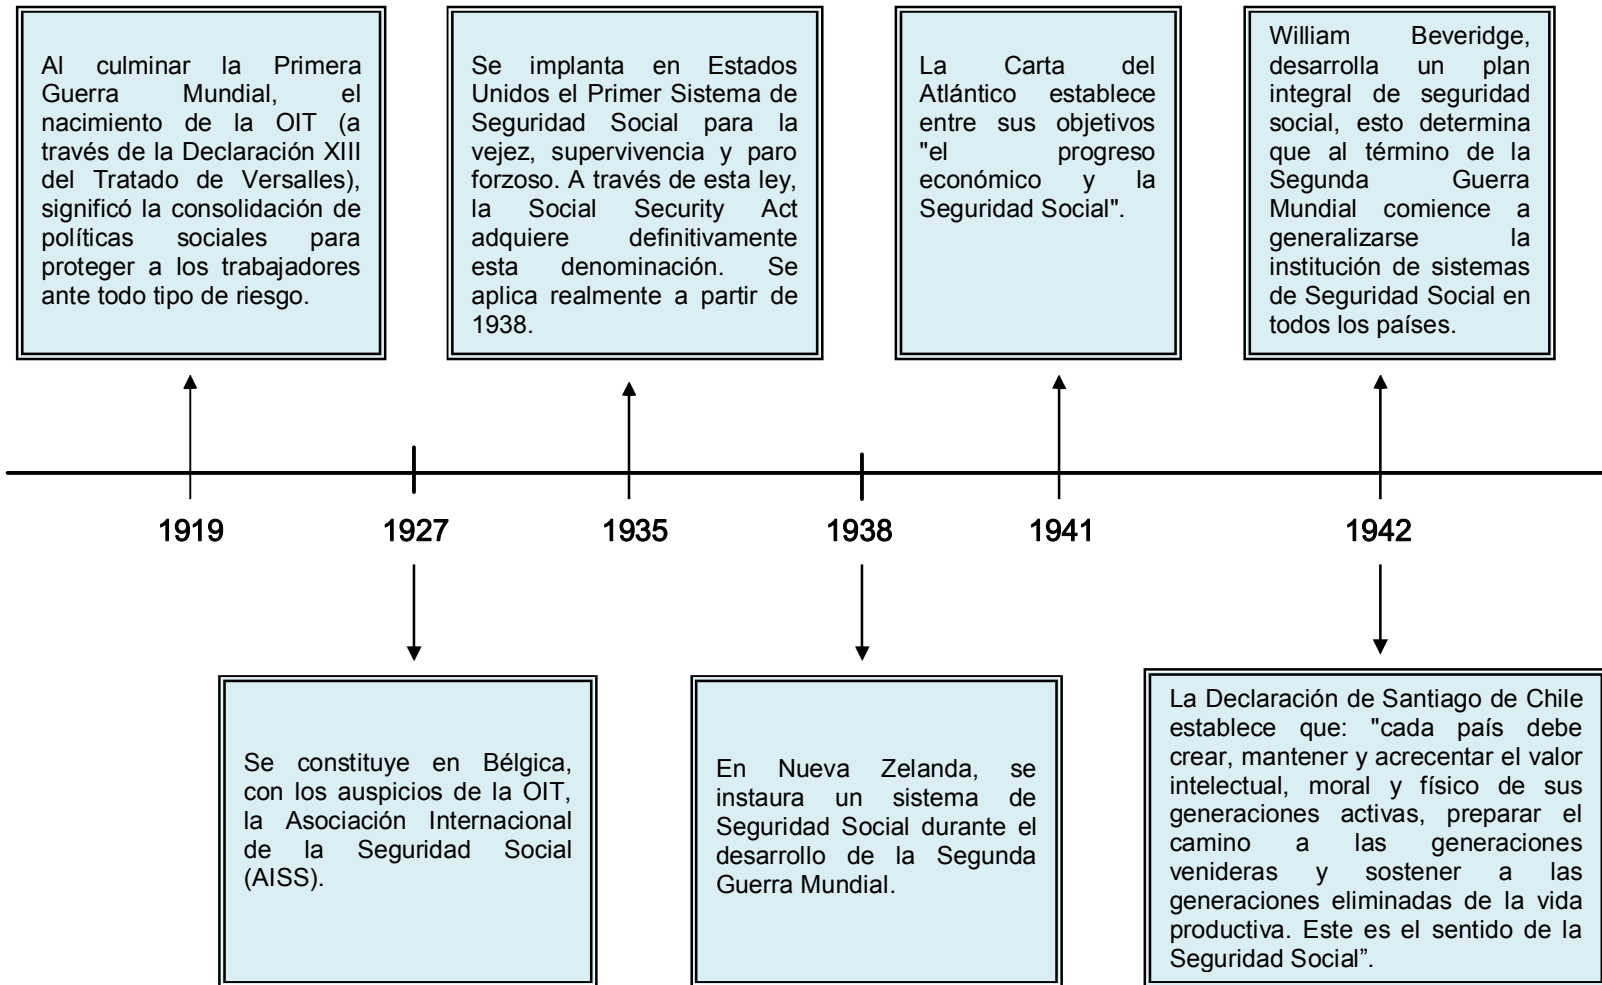 Al culminar la Primera
Guerra Mundial, el
nacimiento de la OIT (a
través de la Declaración XIII
del Tratado de Versalles),
significó la consolidación de
políticas sociales para
proteger a los trabajadores
ante todo tipo de riesgo.
Se implanta en Estados
Unidos el Primer Sistema de
Seguridad Social para la
vejez, supervivencia y paro
forzoso. A través de esta ley,
la Social Security Act
adquiere definitivamente
esta denominación. Se
aplica realmente a partir de
1938.
La Carta del
Atlántico establece
entre sus objetivos
"el progreso
económico y la
Seguridad Social".
William Beveridge,
desarrolla un plan
integral de seguridad
social, esto determina
que al término de la
Segunda Guerra
Mundial comience a
generalizarse la
institución de sistemas
de Seguridad Social en
todos los países.
1919
1927
1935
1938
1941
1942
Se constituye en Bélgica,
con los auspicios de la OIT,
la Asociación Internacional
de la Seguridad Social
(AISS).
En Nueva Zelanda, se
instaura un sistema de
Seguridad Social durante el
desarrollo de la Segunda
Guerra Mundial.
La Declaración de Santiago de Chile
establece que: "cada país debe
crear, mantener y acrecentar el valor
intelectual, moral y físico de sus
generaciones activas, preparar el
camino a las generaciones
venideras y sostener a las
generaciones eliminadas de la vida
productiva. Este es el sentido de la
Seguridad Social”.